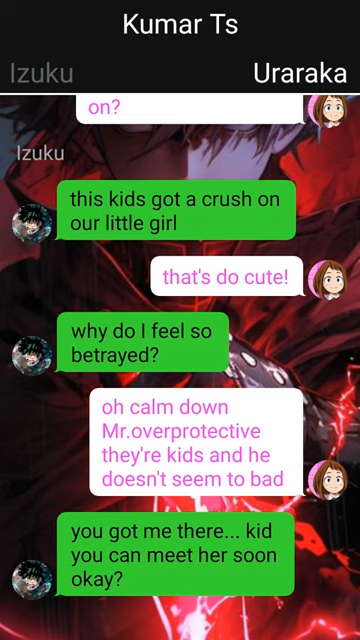 Kumar Ts
Izuku
Uraraka
on?
Izuku
this kids got a crush on
our little girl
that's do cute!
why do I feel so
betrayed?
oh calm down
Mr.overprotective
they're kids and he
doesn't seem to bad
you got me there... kid
you can meet her soon
okay?